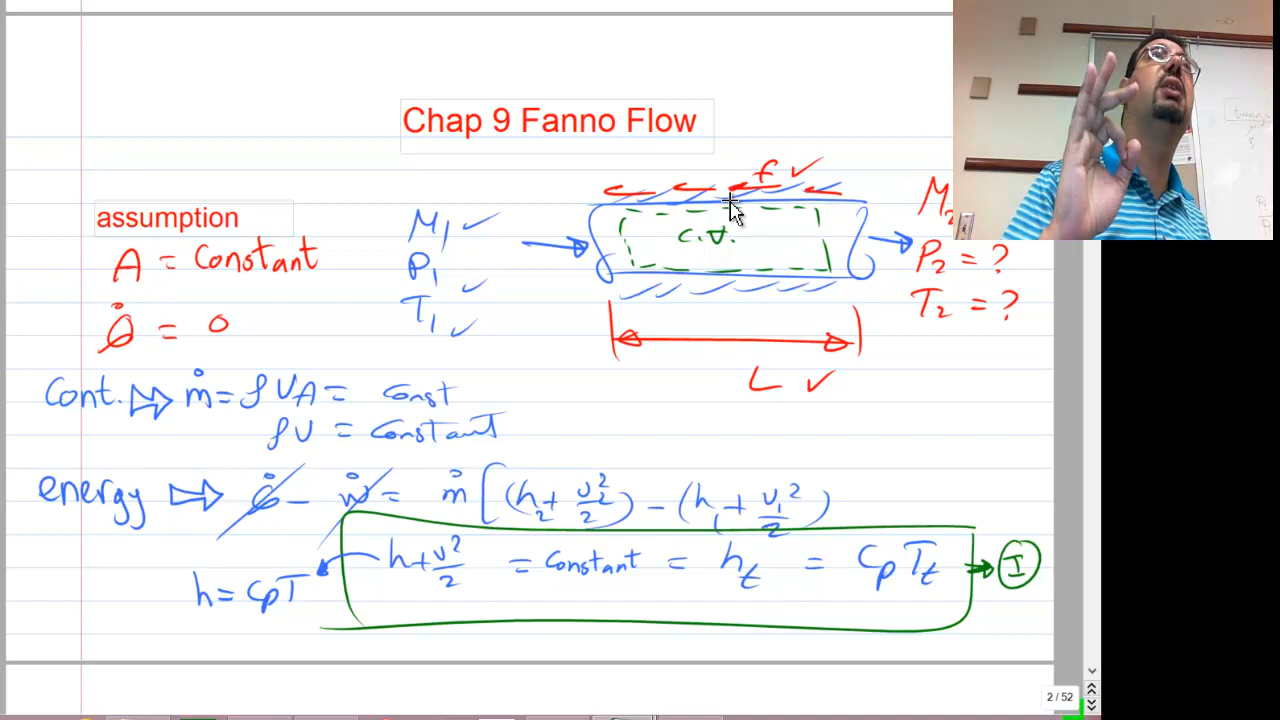 Chap 9 Fanno Flow
assumption
A = Constant
Q̇ = 0
M₁ ✓
P₁ ✓
T₁ ✓
f ✓
C.V.
M₂
P₂ = ?
T₂ = ?
L ✓
Cont. ⇒ ṁ = ρVA = Const
ρV = Constant
energy ⇒ Q̇ - Ẇ = ṁ[(h₂ + V₂²/2) - (h₁ + V₁²/2)
h + V²/2 = Constant = hₜ = CpTₜ → I
h = CpT
2 / 52